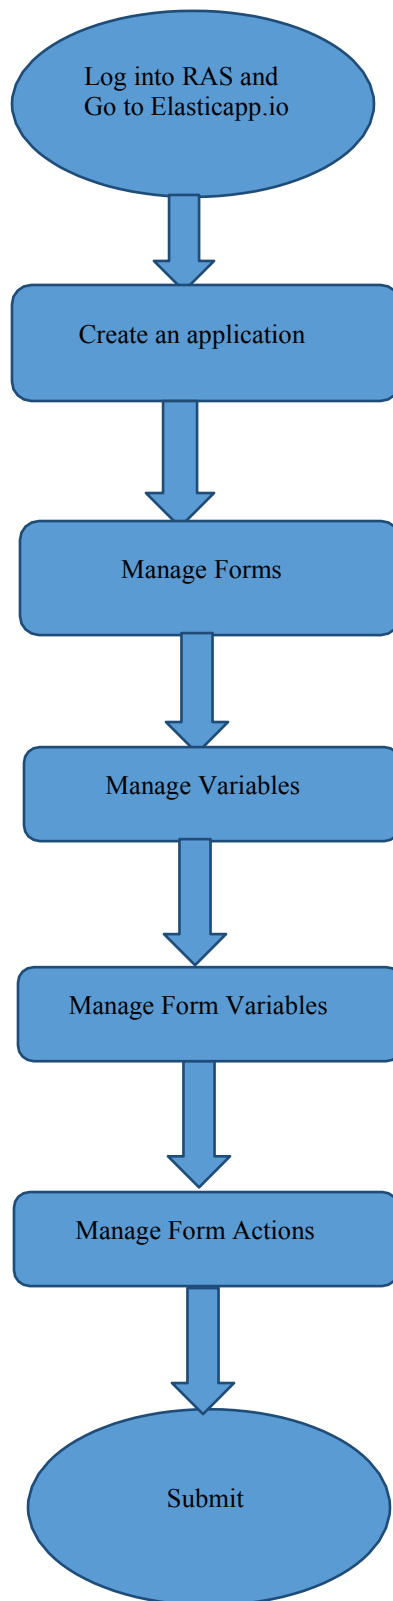 Log into RAS and
Go to Elasticapp.io
Create an application
Manage Forms
Manage Variables
Manage Form Variables
Manage Form Actions
Submit